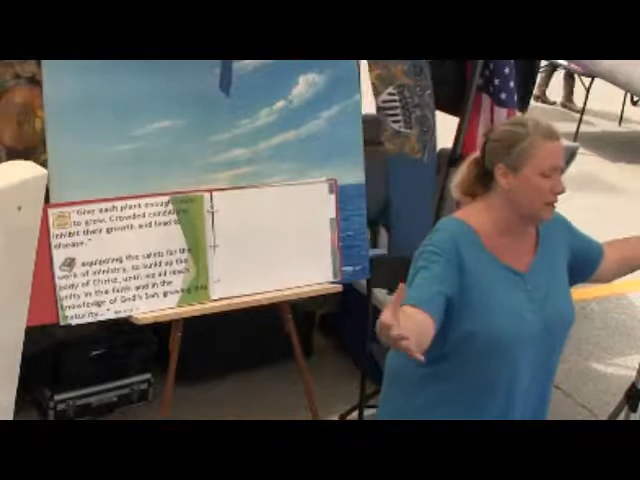 "Give each plant enough
to grow. Crowded conditions
inhibit their growth and lead to
disease."
equipping the saints for the
work of ministry, to build up the
body of Christ, until we all reach
unity in the faith and in the
knowledge of God's Son, growing into
maturity..."